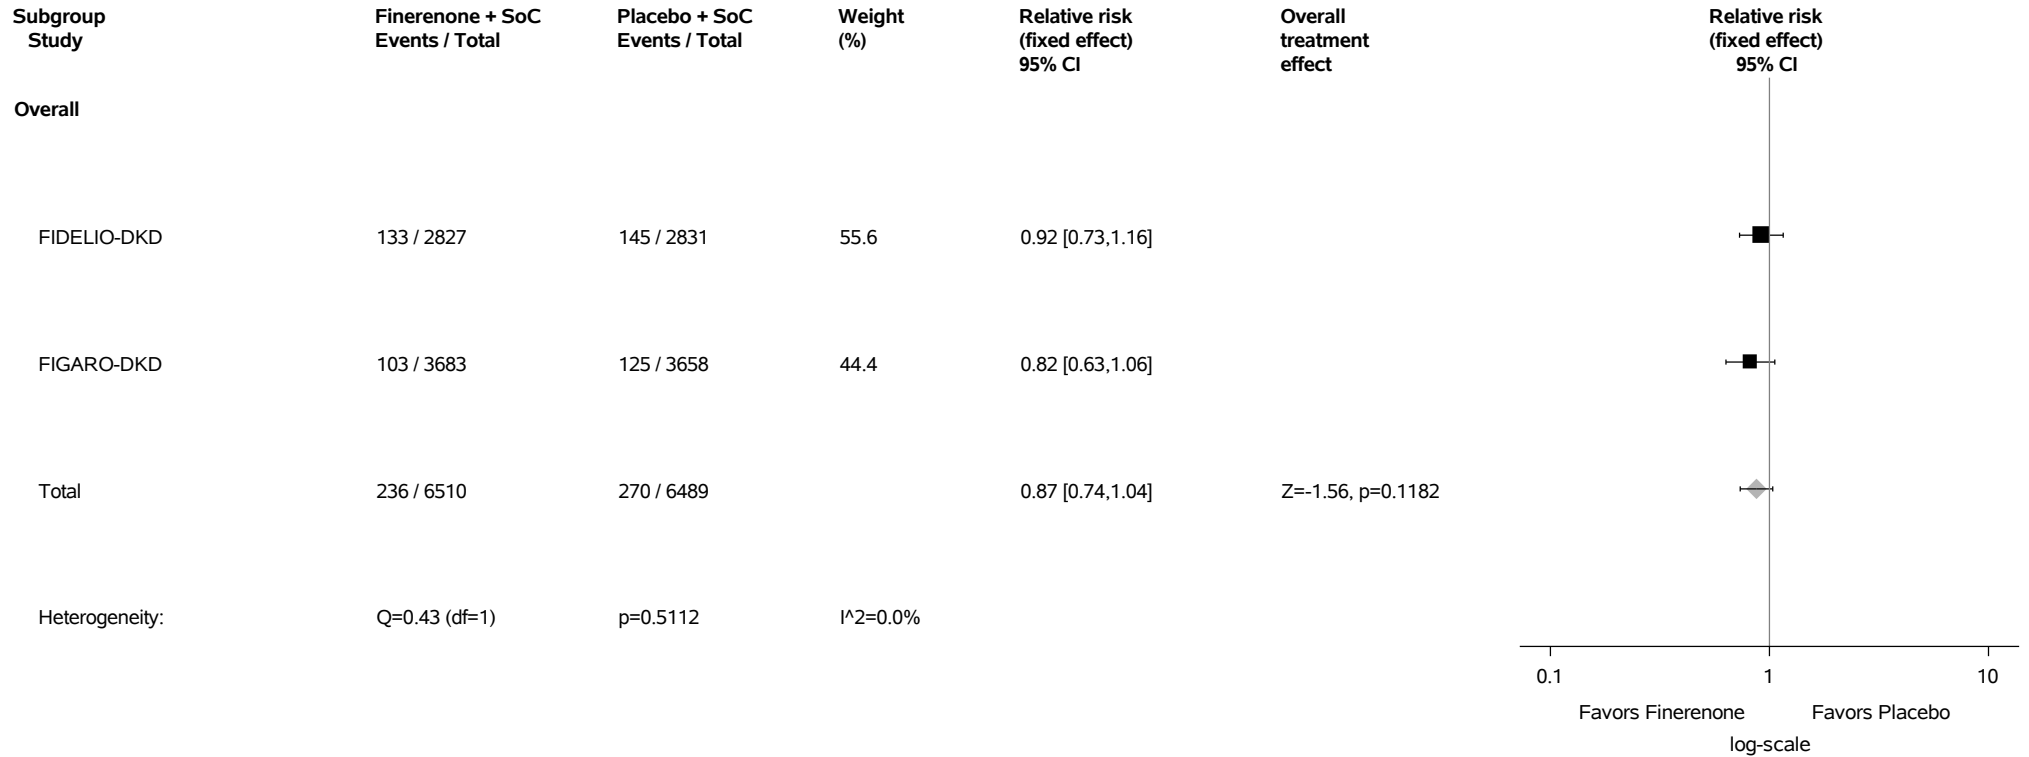 Subgroup Finerenone + SoC Placebo + SoC Weight Relative risk Overall Relative risk
Study Events / Total Events / Total (%) (fixed effect) treatment (fixed effect)
95% CI effect 95% CI
Overall
FIDELIO-DKD 133 / 2827 145 / 2831 55.6 0.92 [0.73,1.16]
FIGARO-DKD 103 / 3683 125 / 3658 44.4 0.82 [0.63,1.06]
Total 236 / 6510 270 / 6489 0.87 [0.74,1.04] Z=-1.56, p=0.1182
Heterogeneity: Q=0.43 (df=1) p=0.5112 I^2=0.0%
0.1 1 10
Favors Finerenone Favors Placebo
log-scale